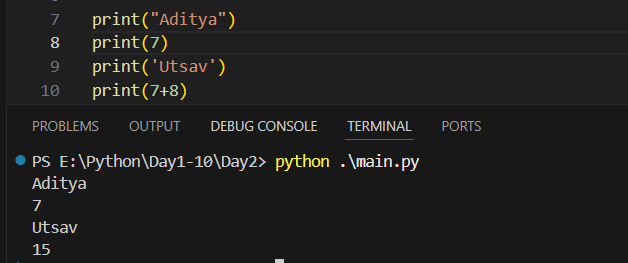 7 print("Aditya")
8 print(7)
9 print('Utsav')
10 print(7+8)
PROBLEMS OUTPUT DEBUG CONSOLE TERMINAL PORTS
PS E:\Python\Day1-10\Day2> python .\main.py
Aditya
7
Utsav
15